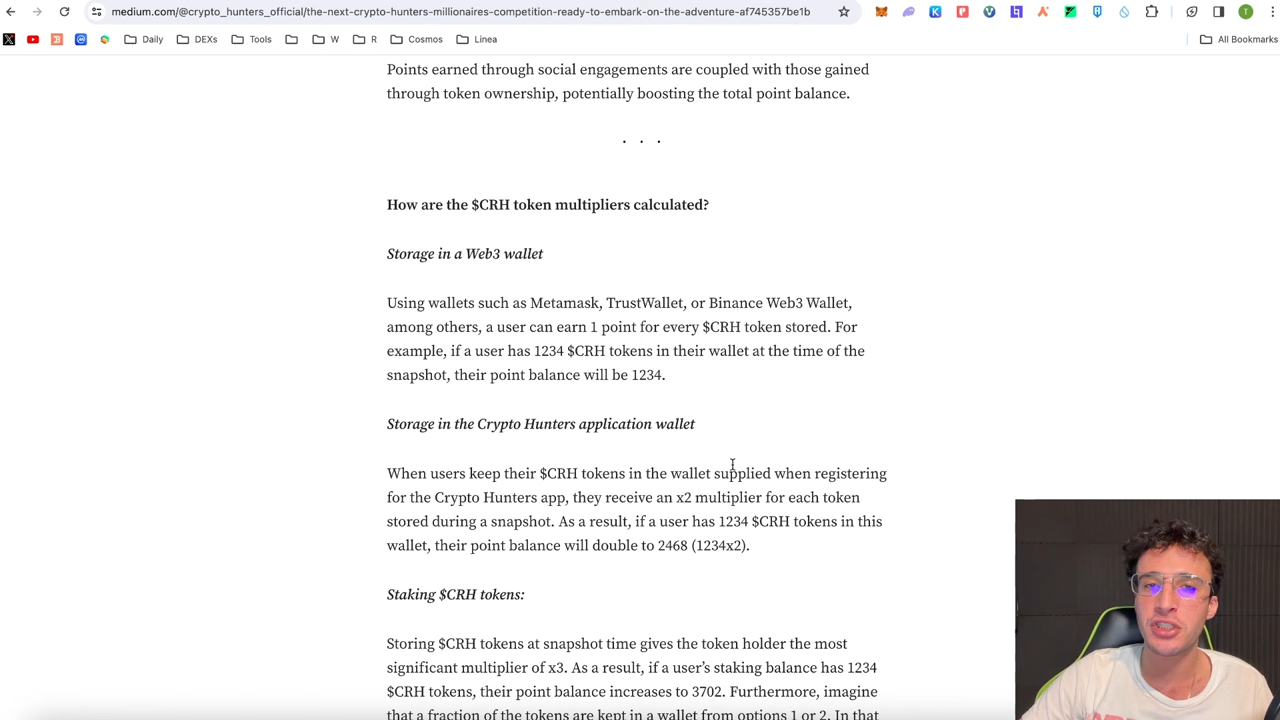 medium.com/@crypto_hunters_official/the-next-crypto-hunters-millionaires-competition-ready-to-embark-on-the-adventure-af745357be1b
Daily DEXs Tools W R Cosmos Linea All Bookmarks
Points earned through social engagements are coupled with those gained
through token ownership, potentially boosting the total point balance.
. . .
How are the $CRH token multipliers calculated?
Storage in a Web3 wallet
Using wallets such as Metamask, TrustWallet, or Binance Web3 Wallet,
among others, a user can earn 1 point for every $CRH token stored. For
example, if a user has 1234 $CRH tokens in their wallet at the time of the
snapshot, their point balance will be 1234.
Storage in the Crypto Hunters application wallet
When users keep their $CRH tokens in the wallet supplied when registering
for the Crypto Hunters app, they receive an x2 multiplier for each token
stored during a snapshot. As a result, if a user has 1234 $CRH tokens in this
wallet, their point balance will double to 2468 (1234x2).
Staking $CRH tokens:
Storing $CRH tokens at snapshot time gives the token holder the most
significant multiplier of x3. As a result, if a user's staking balance has 1234
$CRH tokens, their point balance increases to 3702. Furthermore, imagine
that a fraction of the tokens are kept in a wallet from options 1 or 2. In that